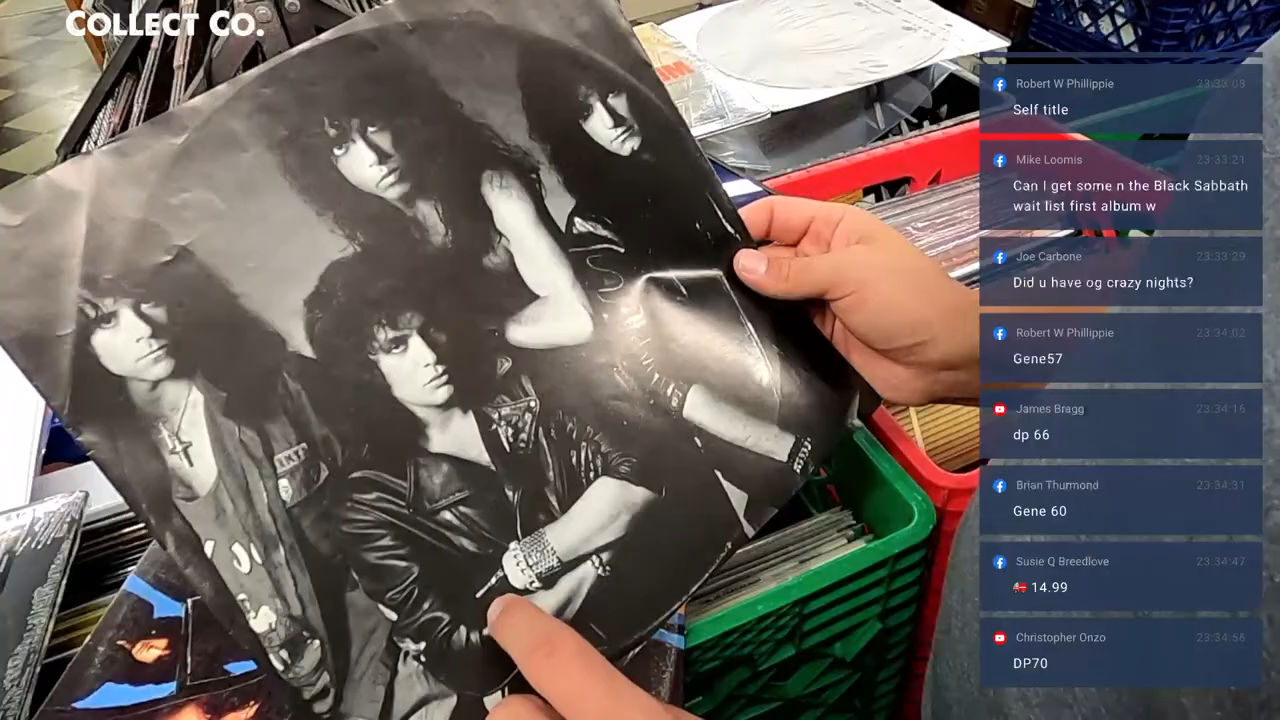 COLLECT CO.
Robert W Phillippie 23:33:08
Self title
Mike Loomis 23:33:21
Can I get some n the Black Sabbath
wait list first album w
Joe Carbone 23:33:29
Did u have og crazy nights?
Robert W Phillippie 23:34:02
Gene57
James Bragg 23:34:16
dp 66
Brian Thurmond 23:34:31
Gene 60
Susie Q Breedlove 23:34:47
14.99
Christopher Onzo 23:34:56
DP70